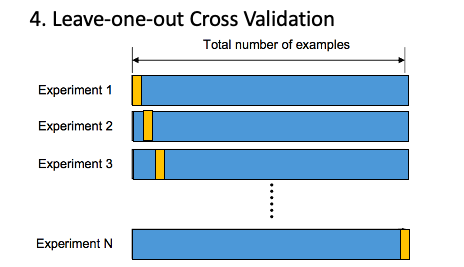 4. Leave-one-out Cross Validation
Total number of examples
Experiment 1
Experiment 2
Experiment 3
Experiment N